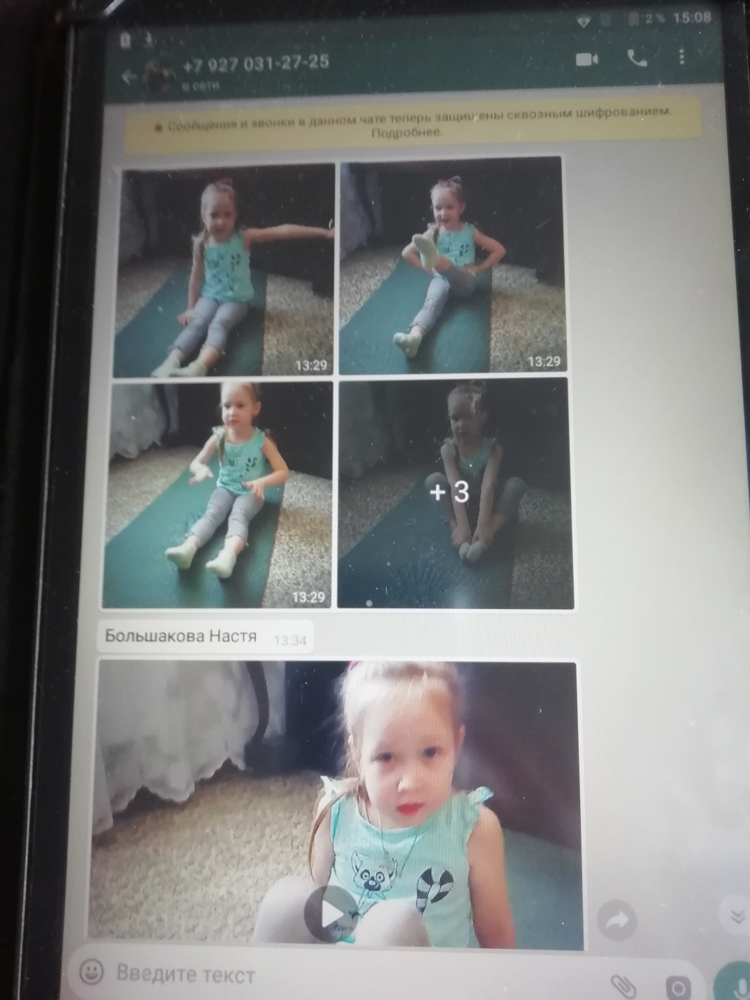 2 % 15:08
+7 927 031-27-25
в сети
Сообщения и звонки в данном чате теперь защищены сквозным шифрованием.
Подробнее.
13:29
13:29
13:29
+ 3
Большакова Настя 13:34
Введите текст